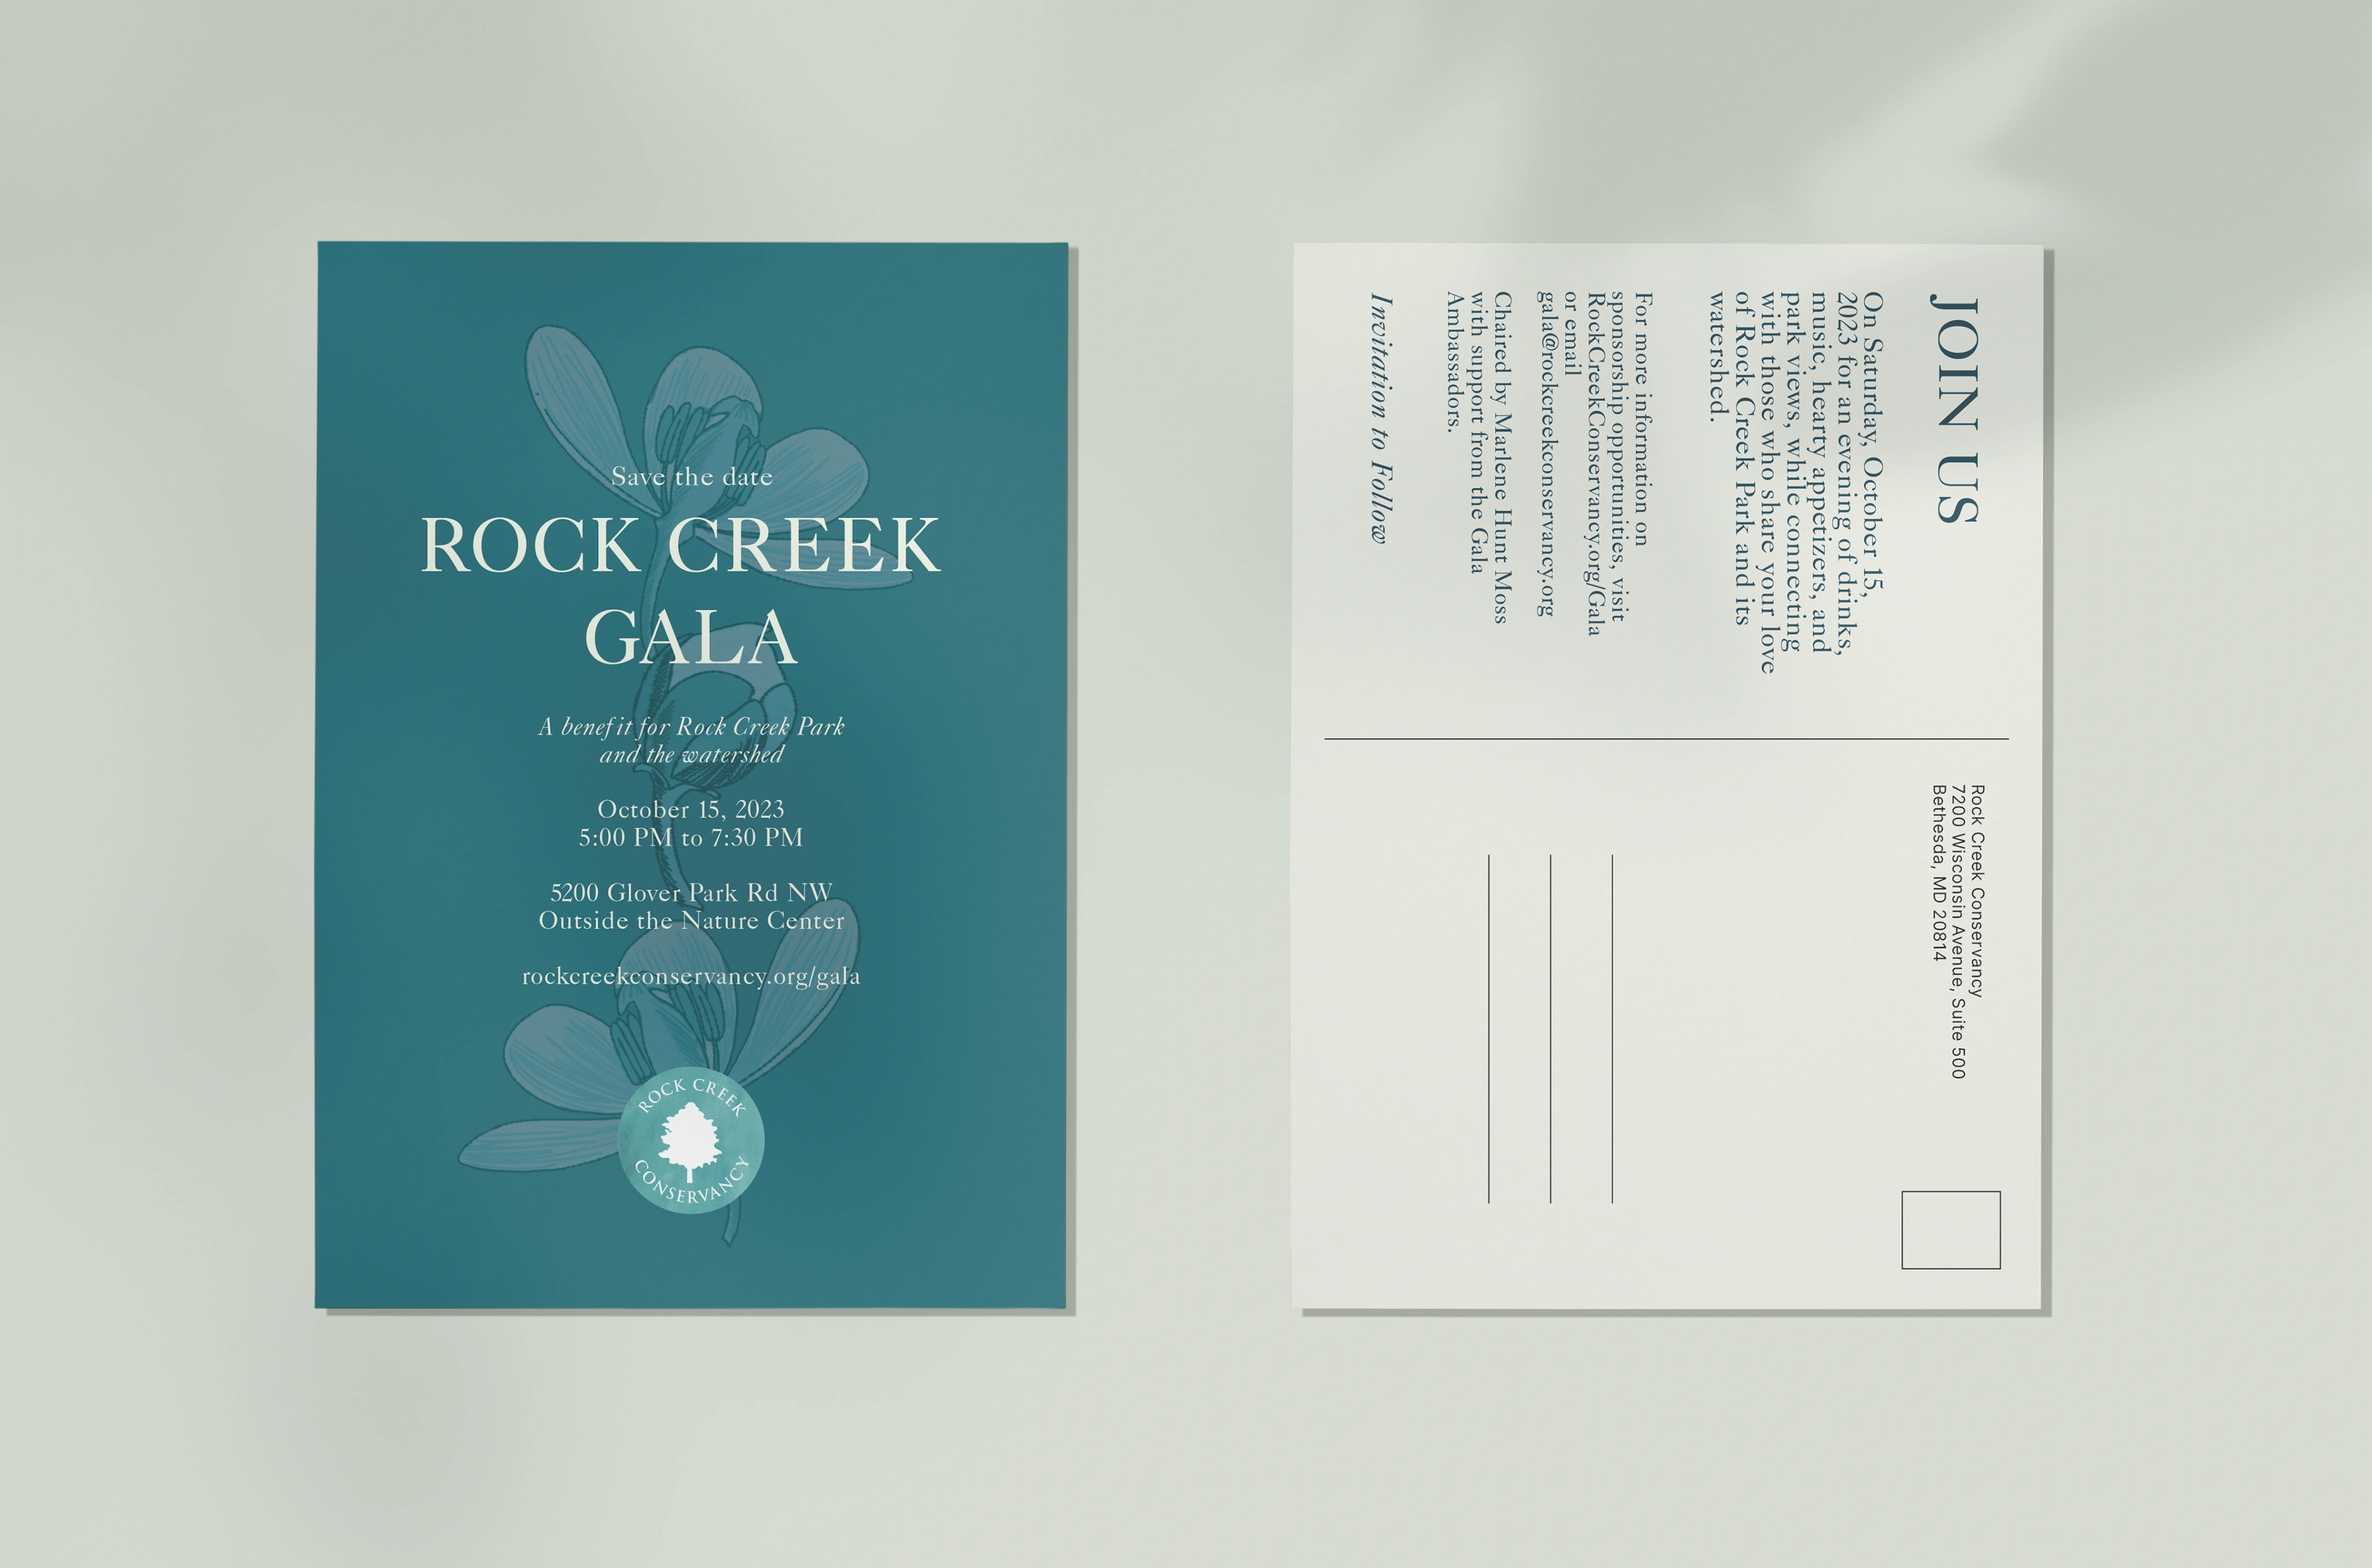 Save the date
ROCK CREEK
GALA
A benefit for Rock Creek Park
and the watershed
October 15, 2023
5:00 PM to 7:30 PM
5200 Glover Park Rd NW
Outside the Nature Center
rockcreekconservancy.org/gala
ROCK CREEK
CONSERVANCY
JOIN US
On Saturday, October 15,
2023 for an evening of drinks,
music, hearty appetizers, and
park views, while connecting
with those who share your love
of Rock Creek Park and its
watershed.
For more information on
sponsorship opportunities, visit
RockCreekConservancy.org/Gala
or email
gala@rockcreekconservancy.org
Chaired by Marlene Hunt Moss
with support from the Gala
Ambassadors.
Invitation to Follow
Rock Creek Conservancy
7200 Wisconsin Avenue, Suite 500
Bethesda, MD 20814